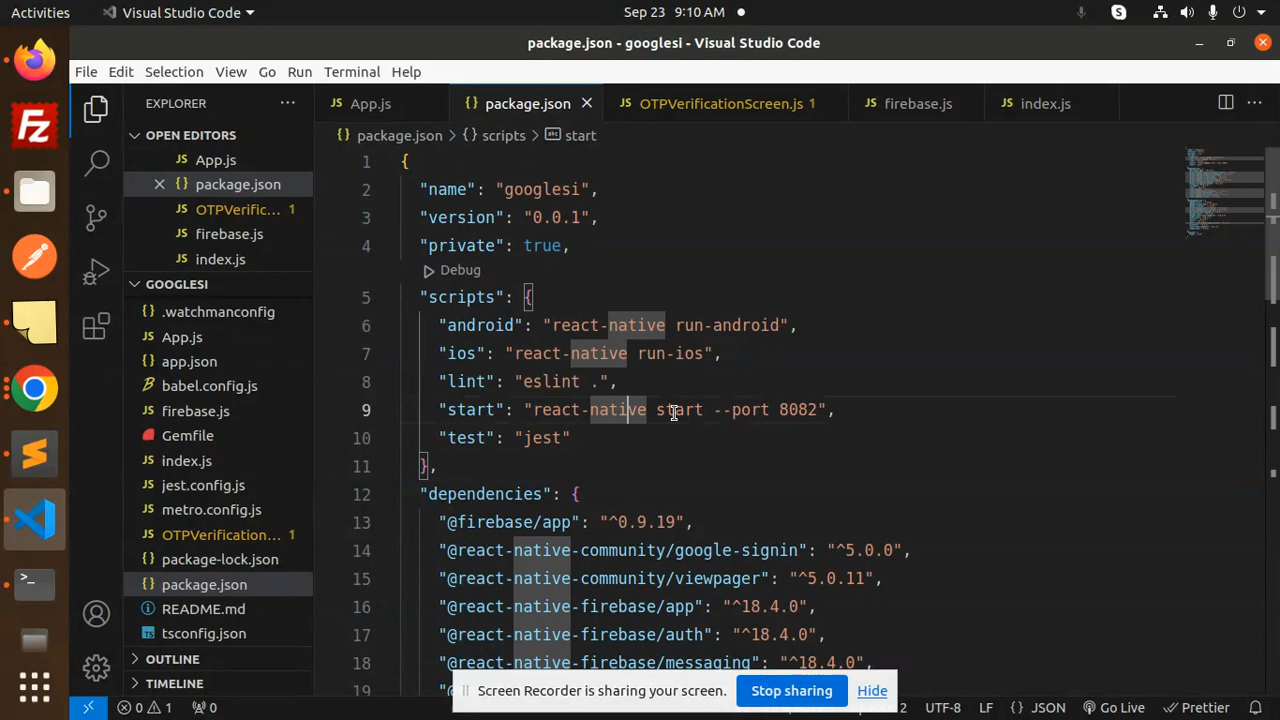 Activities
Visual Studio Code
Sep 23 9:10 AM
package.json - googlesi - Visual Studio Code
File Edit Selection View Go Run Terminal Help
EXPLORER
OPEN EDITORS
App.js
package.json
OTPVerific... 1
firebase.js
index.js
GOOGLESI
.watchmanconfig
App.js
app.json
babel.config.js
firebase.js
Gemfile
index.js
jest.config.js
metro.config.js
OTPVerification... 1
package-lock.json
package.json
README.md
tsconfig.json
OUTLINE
TIMELINE
App.js package.json OTPVerificationScreen.js 1 firebase.js index.js
package.json > {} scripts > start
1 {
2 "name": "googlesi",
3 "version": "0.0.1",
4 "private": true,
Debug
5 "scripts": {
6 "android": "react-native run-android",
7 "ios": "react-native run-ios",
8 "lint": "eslint .",
9 "start": "react-native start --port 8082",
10 "test": "jest"
11 },
12 "dependencies": {
13 "@firebase/app": "^0.9.19",
14 "@react-native-community/google-signin": "^5.0.0",
15 "@react-native-community/viewpager": "^5.0.11",
16 "@react-native-firebase/app": "^18.4.0",
17 "@react-native-firebase/auth": "^18.4.0",
18 "@react-native-firebase/messaging": "^18.4.0",
19
Screen Recorder is sharing your screen. Stop sharing Hide
0 1 0 UTF-8 LF {} JSON Go Live Prettier